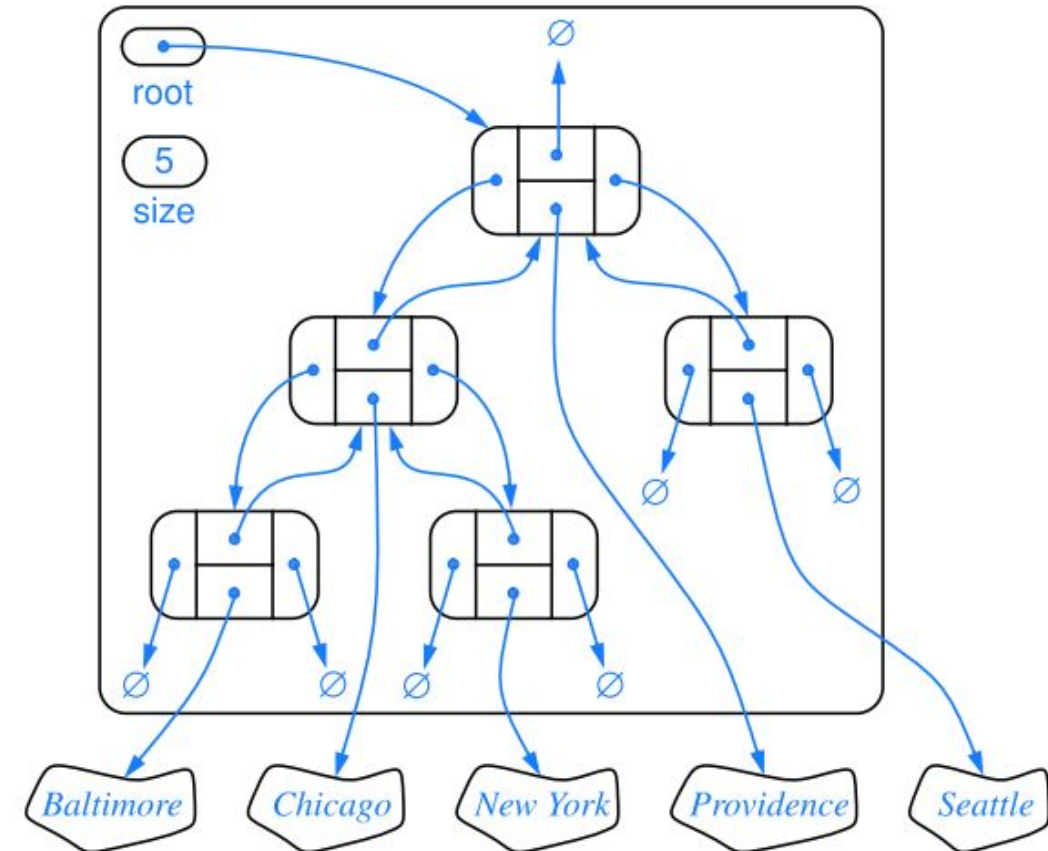 ∅
root
5
size
∅ ∅
∅ ∅ ∅ ∅
Baltimore Chicago New York Providence Seattle